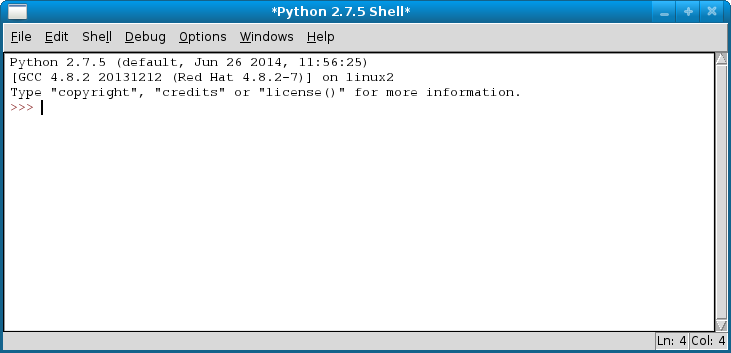 *Python 2.7.5 Shell*
File Edit Shell Debug Options Windows Help
Python 2.7.5 (default, Jun 26 2014, 11:56:25)
[GCC 4.8.2 20131212 (Red Hat 4.8.2-7)] on linux2
Type "copyright", "credits" or "license()" for more information.
>>>
Ln: 4 Col: 4